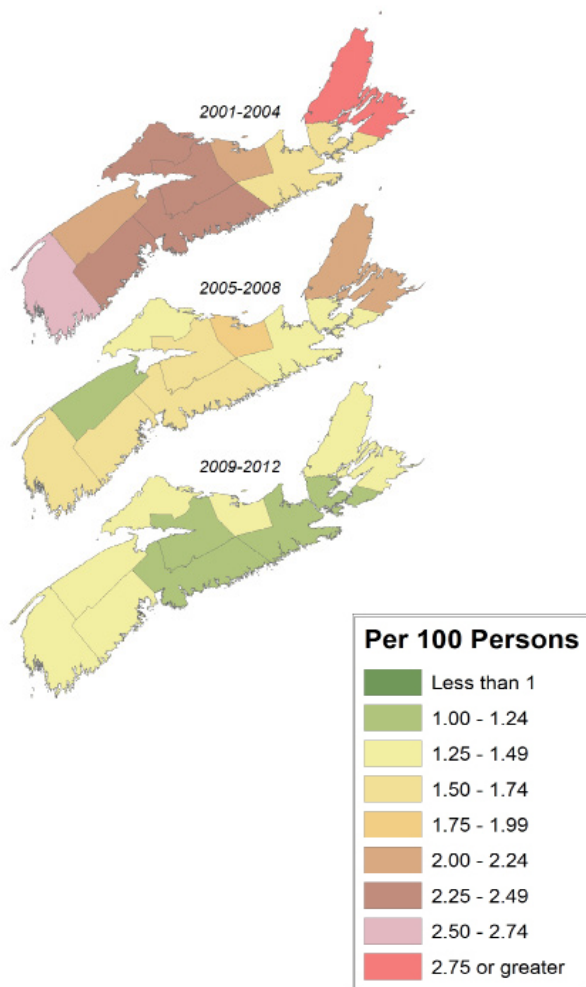 2001-2004
2005-2008
2009-2012
Per 100 Persons
Less than 1
1.00 - 1.24
1.25 - 1.49
1.50 - 1.74
1.75 - 1.99
2.00 - 2.24
2.25 - 2.49
2.50 - 2.74
2.75 or greater